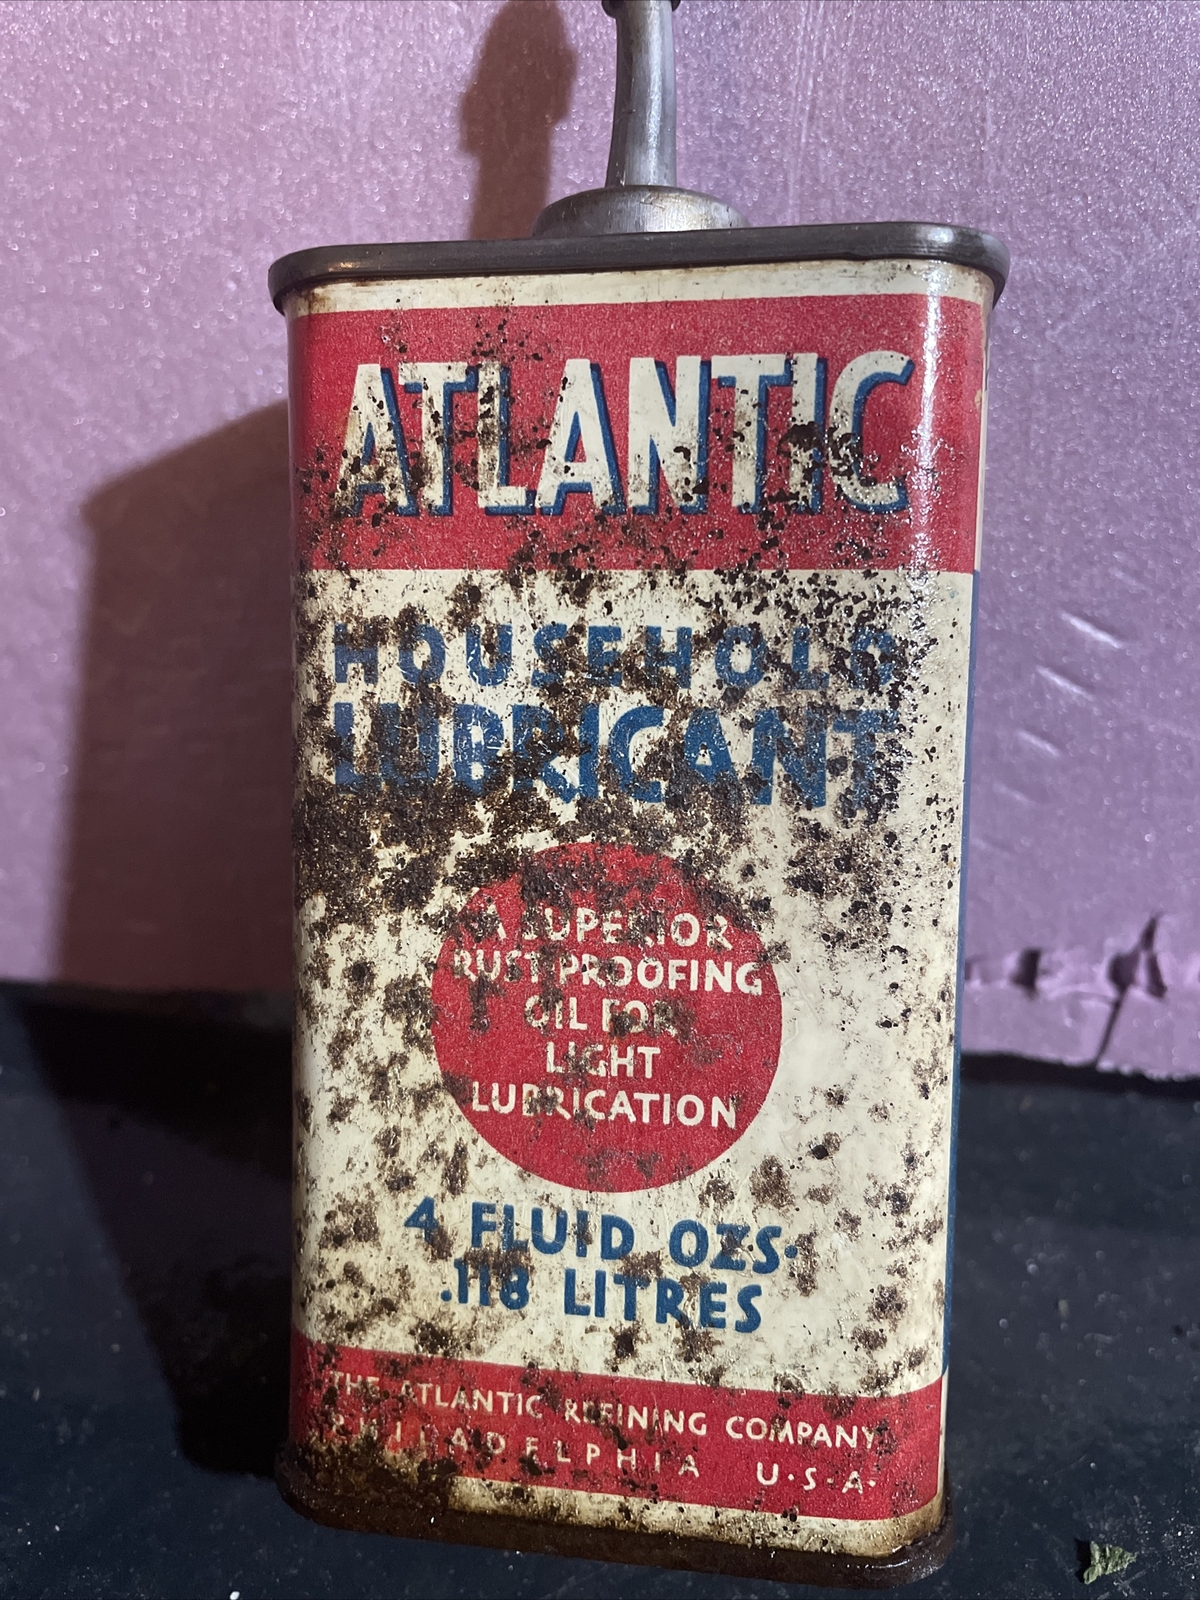 ATLANTIC
HOUSEHOLD
LUBRICANT
A SUPERIOR
RUST PROOFING
OIL FOR
LIGHT
LUBRICATION
4 FLUID OZS.
.118 LITRES
THE ATLANTIC REFINING COMPANY
PHILADELPHIA U·S·A·